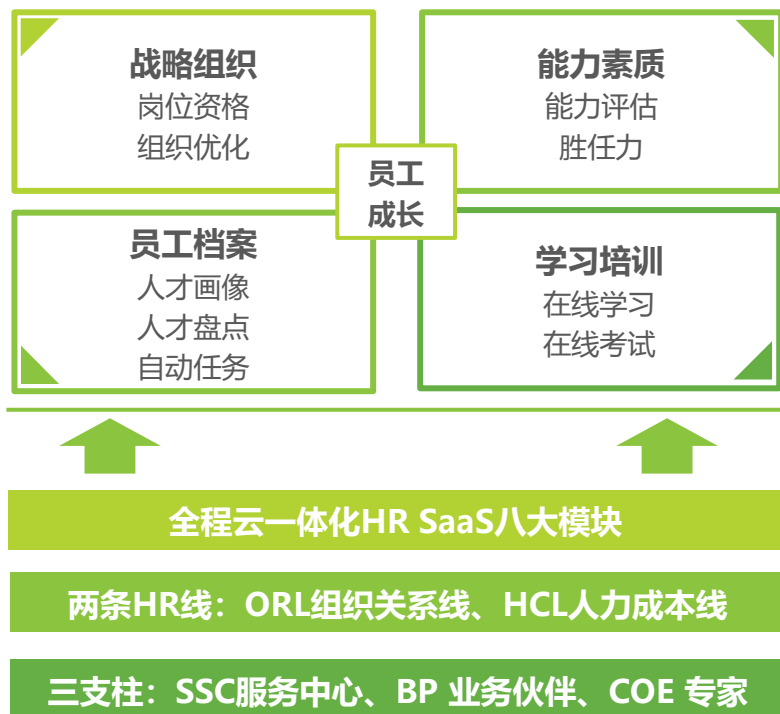 战略组织
岗位资格
组织优化
能力素质
能力评估
胜任力
员工
成长
员工档案
人才画像
人才盘点
自动任务
学习培训
在线学习
在线考试
全程云一体化HR SaaS八大模块
两条HR线：ORL组织关系线、HCL人力成本线
三支柱：SSC服务中心、BP 业务伙伴、COE 专家